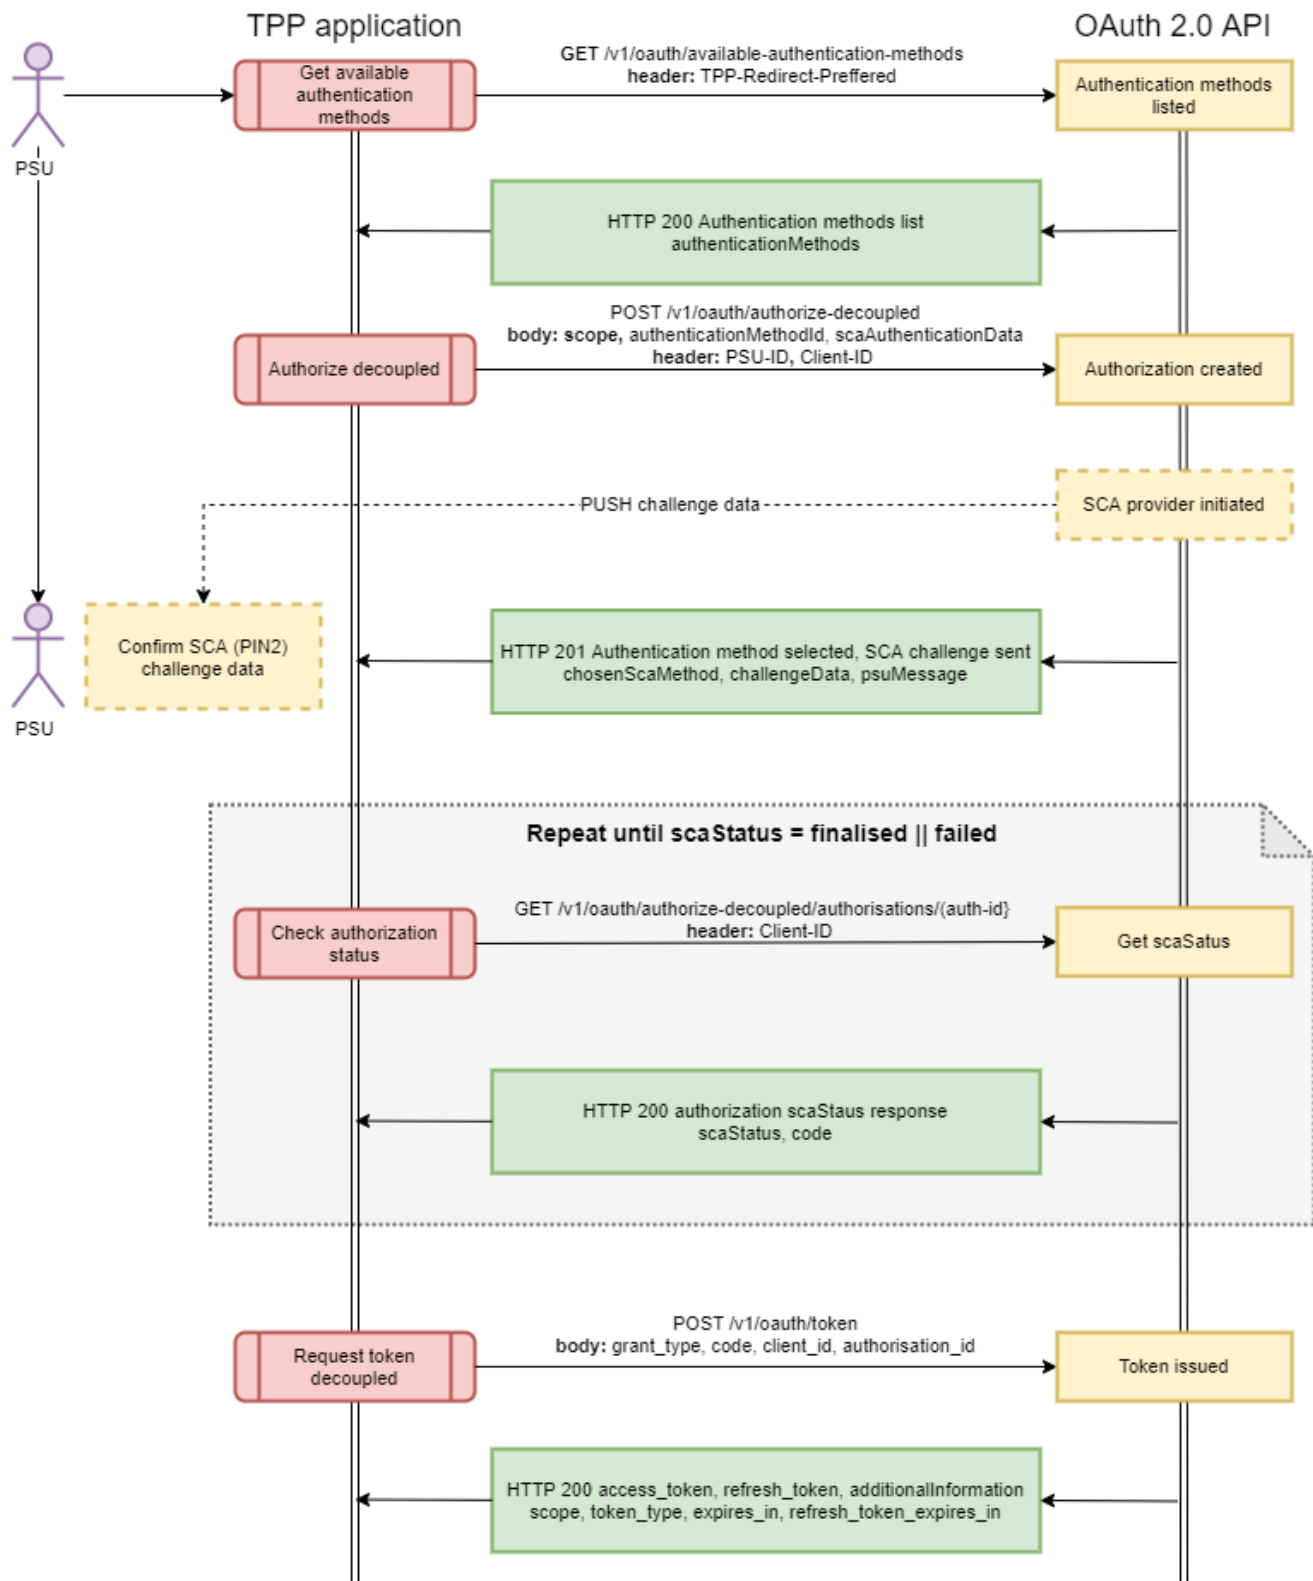 TPP application
OAuth 2.0 API
GET /v1/oauth/available-authentication-methods
header: TPP-Redirect-Preffered
Get available
authentication
methods
Authentication methods
listed
PSU
HTTP 200 Authentication methods list
authenticationMethods
POST /v1/oauth/authorize-decoupled
body: scope, authenticationMethodId, scaAuthenticationData
header: PSU-ID, Client-ID
Authorize decoupled
Authorization created
PUSH challenge data
SCA provider initiated
Confirm SCA (PIN2)
challenge data
HTTP 201 Authentication method selected, SCA challenge sent
chosenScaMethod, challengeData, psuMessage
PSU
Repeat until scaStatus = finalised || failed
GET /v1/oauth/authorize-decoupled/authorisations/(auth-id}
header: Client-ID
Check authorization
status
Get scaSatus
HTTP 200 authorization scaStaus response
scaStatus, code
POST /v1/oauth/token
body: grant_type, code, client_id, authorisation_id
Request token
decoupled
Token issued
HTTP 200 access_token, refresh_token, additionalInformation
scope, token_type, expires_in, refresh_token_expires_in